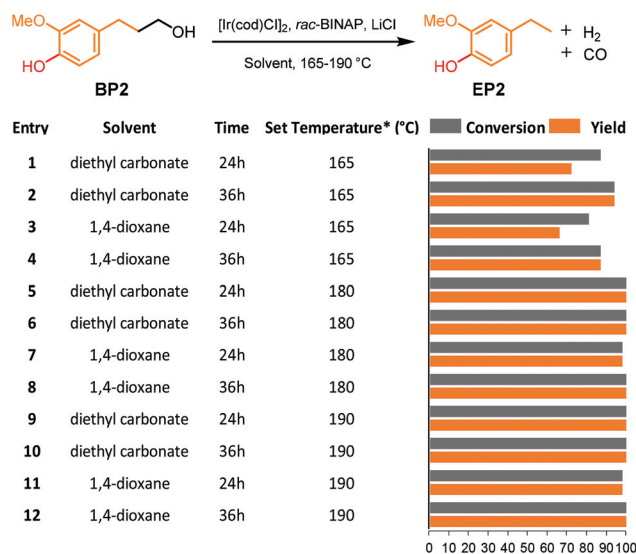 MeO
HO
OH
BP2
[Ir(cod)Cl]2, rac-BINAP, LiCl
Solvent, 165-190 °C
MeO
HO
EP2
+ H2
+ CO
Entry Solvent Time Set Temperature* (°C) Conversion Yield
1 diethyl carbonate 24h 165
2 diethyl carbonate 36h 165
3 1,4-dioxane 24h 165
4 1,4-dioxane 36h 165
5 diethyl carbonate 24h 180
6 diethyl carbonate 36h 180
7 1,4-dioxane 24h 180
8 1,4-dioxane 36h 180
9 diethyl carbonate 24h 190
10 diethyl carbonate 36h 190
11 1,4-dioxane 24h 190
12 1,4-dioxane 36h 190
0 10 20 30 40 50 60 70 80 90 100